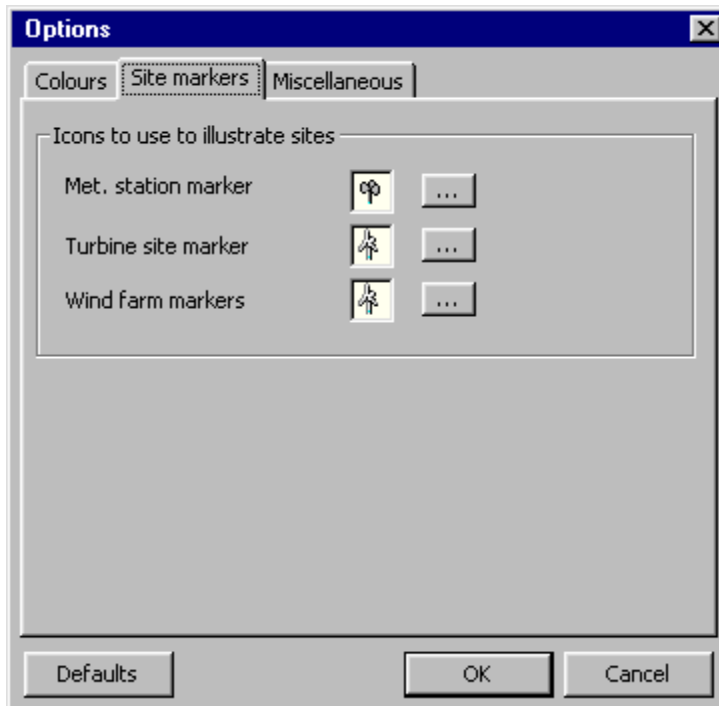 Options
Colours Site markers Miscellaneous
Icons to use to illustrate sites
Met. station marker ...
Turbine site marker ...
Wind farm markers ...
Defaults OK Cancel